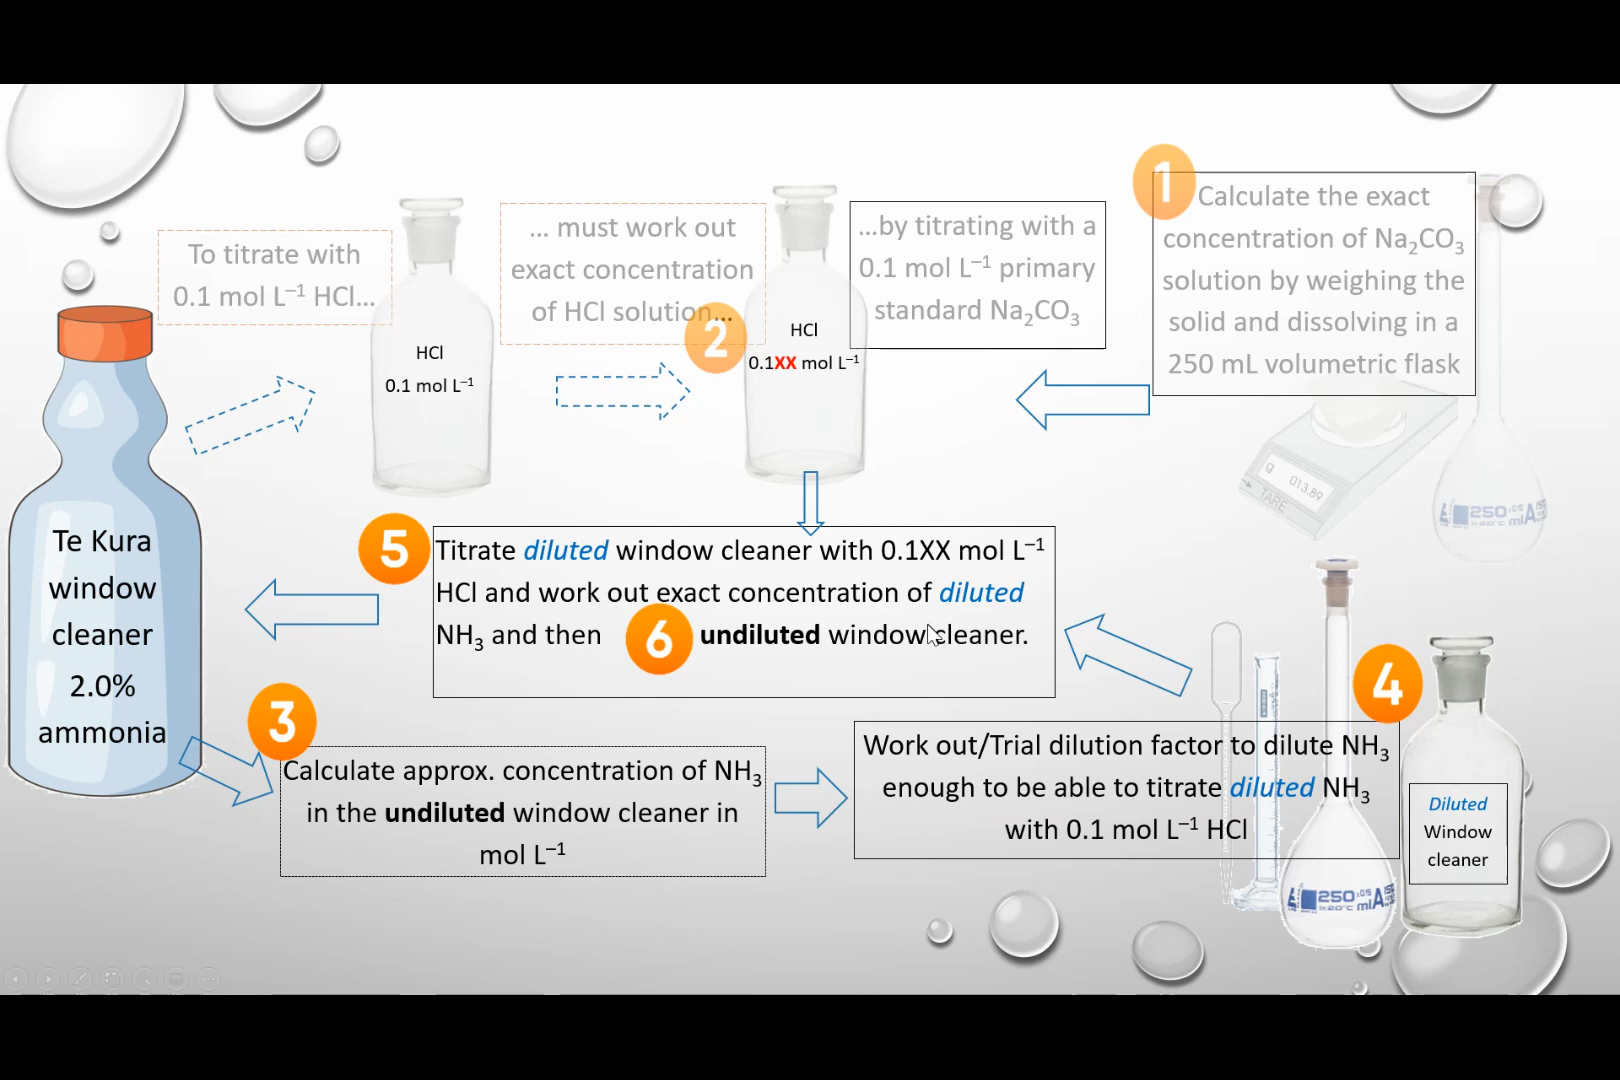 1
Calculate the exact
concentration of Na₂CO₃
solution by weighing the
solid and dissolving in a
250 mL volumetric flask
To titrate with
0.1 mol L⁻¹ HCl...
... must work out
exact concentration
of HCl solution...
...by titrating with a
0.1 mol L⁻¹ primary
standard Na₂CO₃
2
HCl
0.1 mol L⁻¹
HCl
0.1XX mol L⁻¹
g 013.89
TARE
250
Te Kura
window
cleaner
2.0%
ammonia
5
Titrate diluted window cleaner with 0.1XX mol L⁻¹
HCl and work out exact concentration of diluted
NH₃ and then 6 undiluted window cleaner.
3
Calculate approx. concentration of NH₃
in the undiluted window cleaner in
mol L⁻¹
4
Work out/Trial dilution factor to dilute NH₃
enough to be able to titrate diluted NH₃
with 0.1 mol L⁻¹ HCl
Diluted
Window
cleaner
250
in 20°C ml A